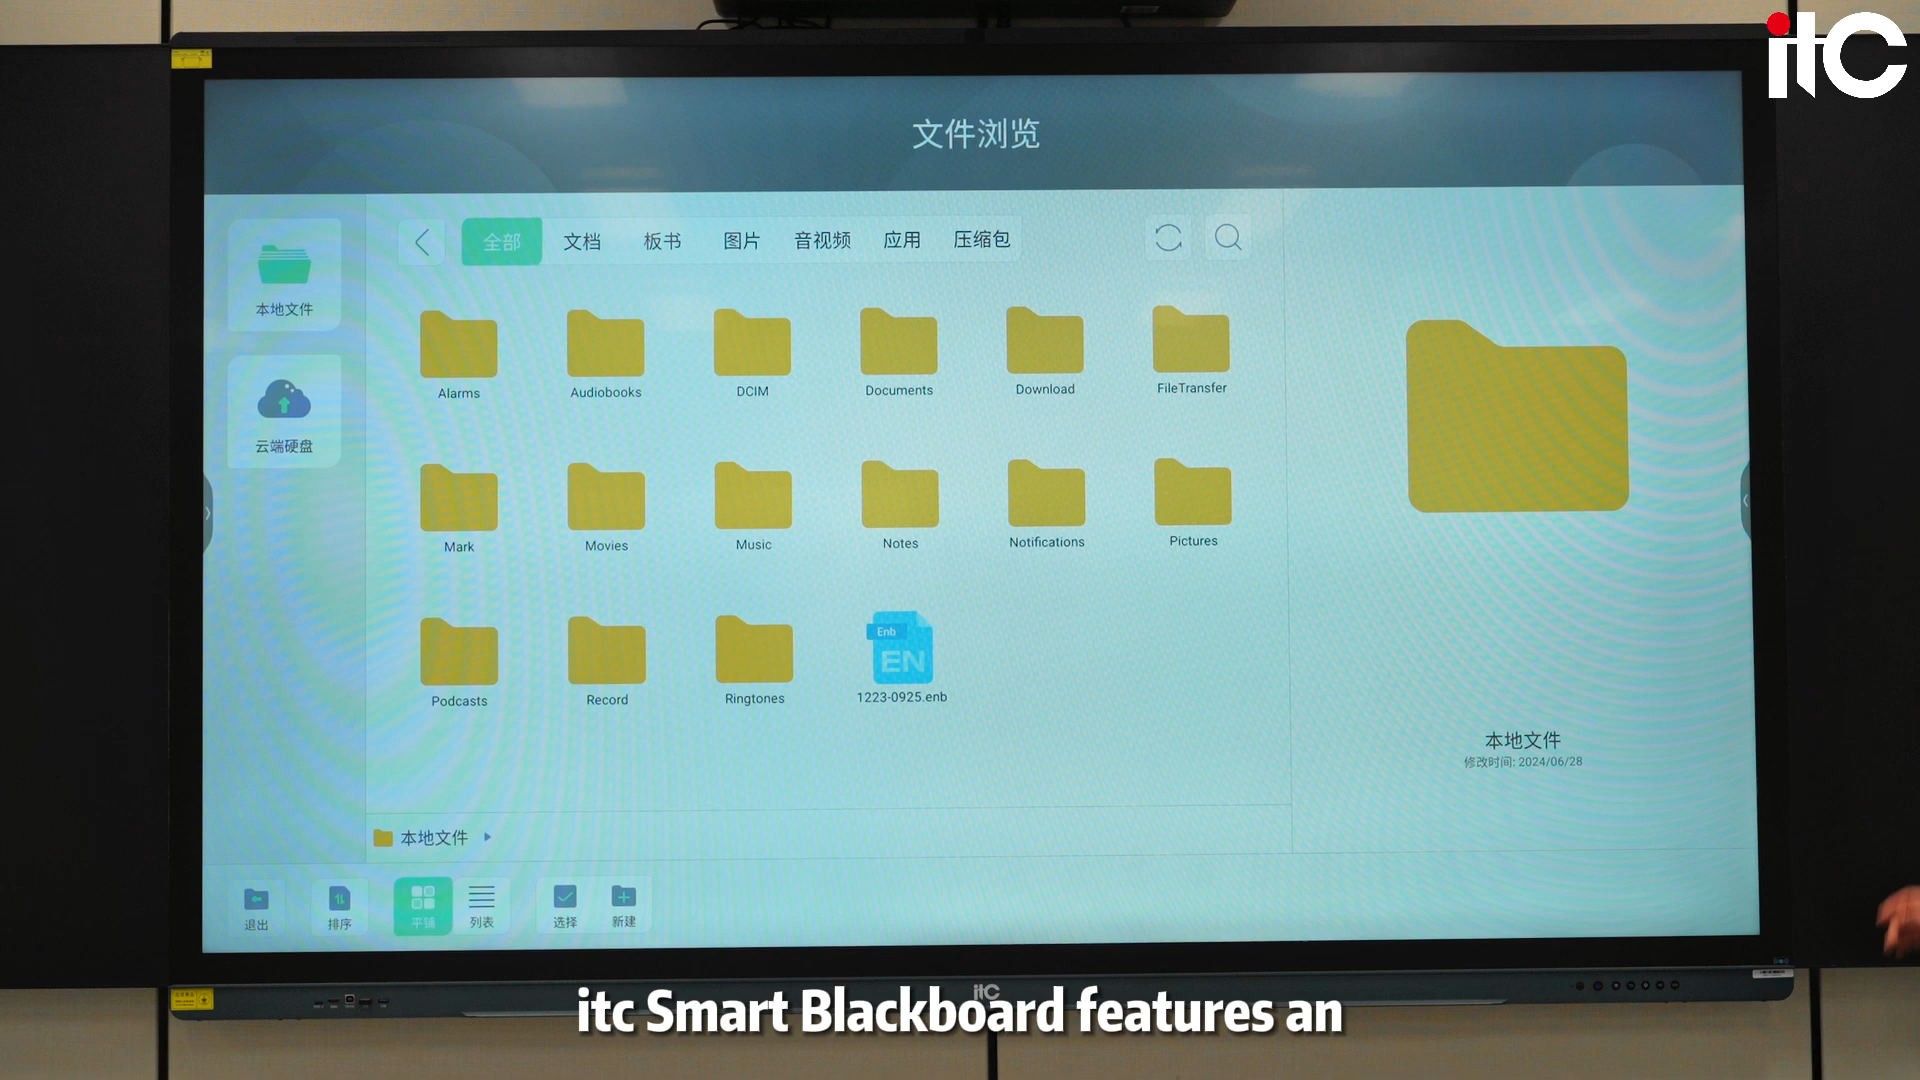 itc
文件浏览
全部 文档 板书 图片 音视频 应用 压缩包
本地文件
云端硬盘
Alarms Audiobooks DCIM Documents Download FileTransfer
Mark Movies Music Notes Notifications Pictures
Podcasts Record Ringtones 1223-0925.enb
Enb
EN
本地文件
修改时间: 2024/06/28
本地文件
退出 排序 平铺 列表 选择 新建
itc
itc Smart Blackboard features an